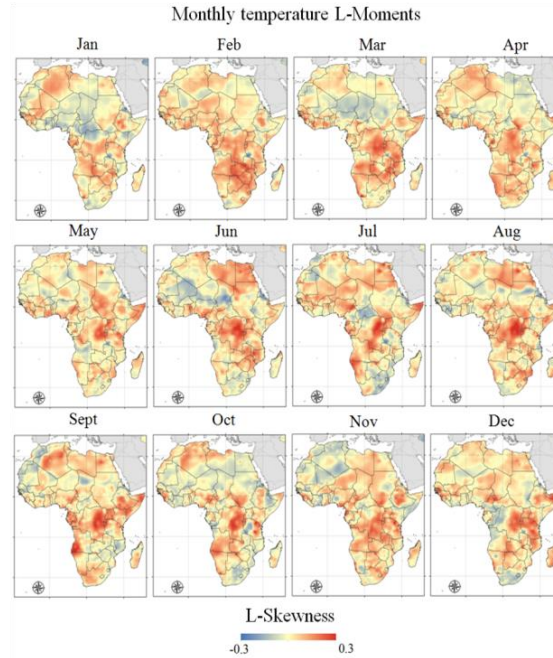 Monthly temperature L-Moments
Jan Feb Mar Apr
May Jun Jul Aug
Sept Oct Nov Dec
L-Skewness
-0.3 0.3